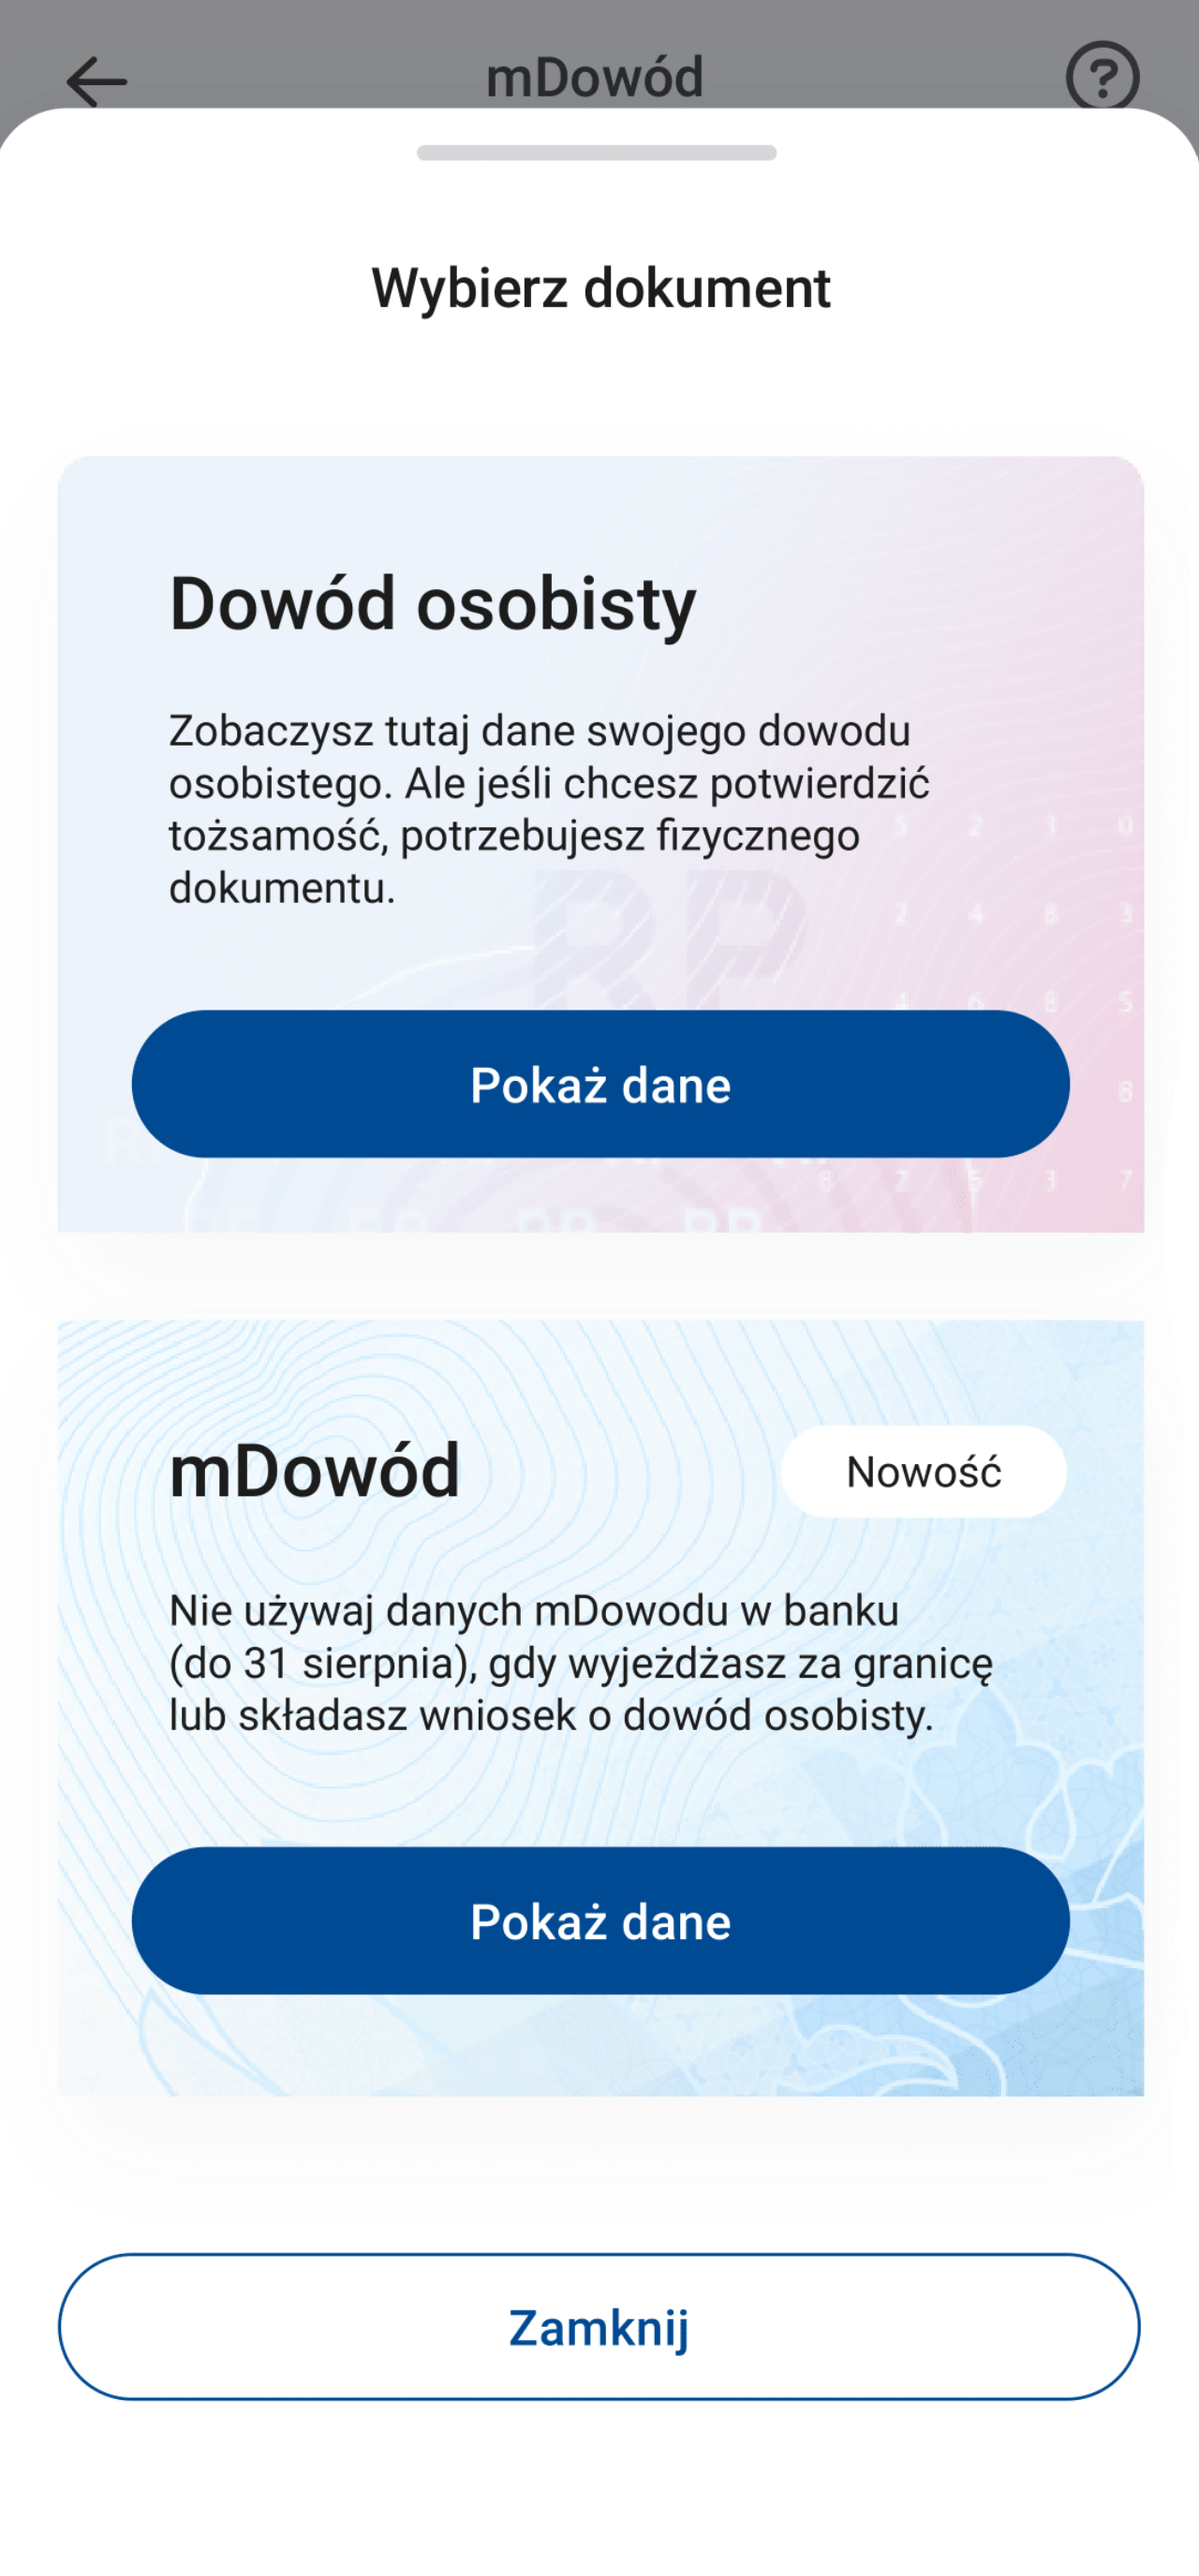 mDowód
Wybierz dokument
Dowód osobisty
Zobaczysz tutaj dane swojego dowodu
osobistego. Ale jeśli chcesz potwierdzić
tożsamość, potrzebujesz fizycznego
dokumentu.
RP
Pokaż dane
mDowód
Nowość
Nie używaj danych mDowodu w banku
(do 31 sierpnia), gdy wyjeżdżasz za granicę
lub składasz wniosek o dowód osobisty.
Pokaż dane
Zamknij